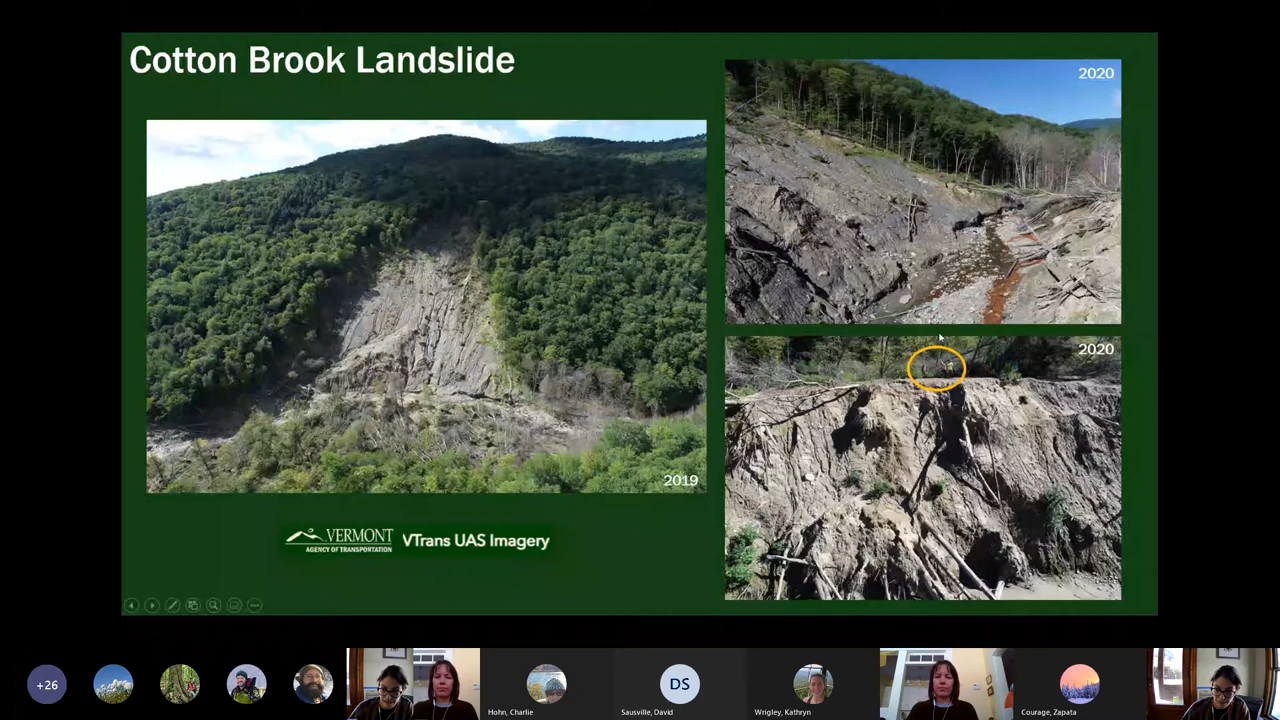 Cotton Brook Landslide
2020
2019
2020
VERMONT
AGENCY OF TRANSPORTATION
VTrans UAS Imagery
+26
Hohn, Charlie
DS
Sausville, David
Wrigley, Kathryn
Courage, Zapata